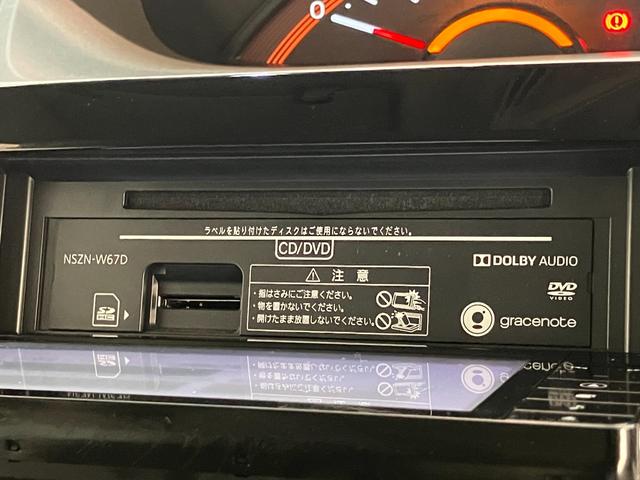 0
ラベルを貼り付けたディスクはご使用にならないでください。
CD/DVD
NSZN-W67D
SD HC
⚠ 注 意
・指はさみにご注意ください。
・物を置かないでください。
・開けたまま放置しないでください。
DOLBY AUDIO
DVD
VIDEO
gracenote